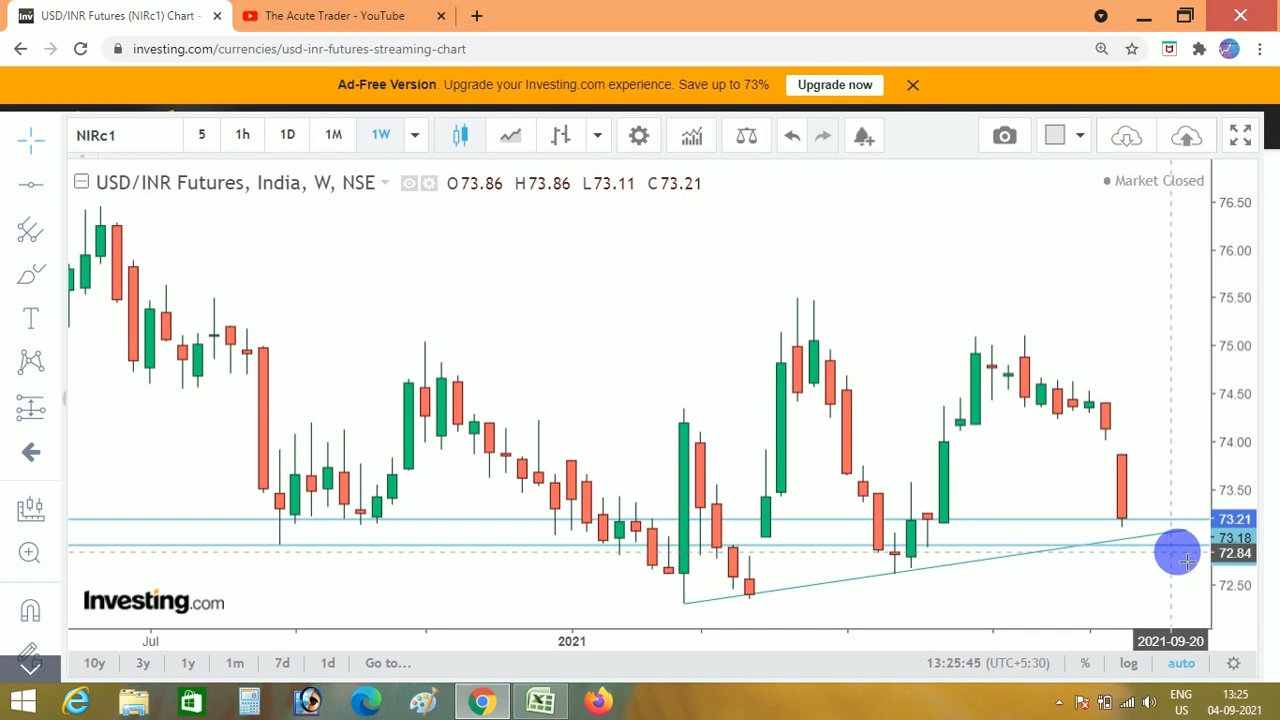 USD/INR Futures (NIRc1) Chart -
The Acute Trader - YouTube
investing.com/currencies/usd-inr-futures-streaming-chart
Ad-Free Version. Upgrade your Investing.com experience. Save up to 73%
Upgrade now
NIRc1
5
1h
1D
1M
1W
USD/INR Futures, India, W, NSE
O73.86 H73.86 L73.11 C73.21
Market Closed
76.50
76.00
75.50
75.00
74.50
74.00
73.50
73.21
73.18
72.84
72.50
Investing.com
Jul
2021
2021-09-20
10y
3y
1y
1m
7d
1d
Go to...
13:25:45 (UTC+5:30)
%
log
auto
ENG
US
13:25
04-09-2021